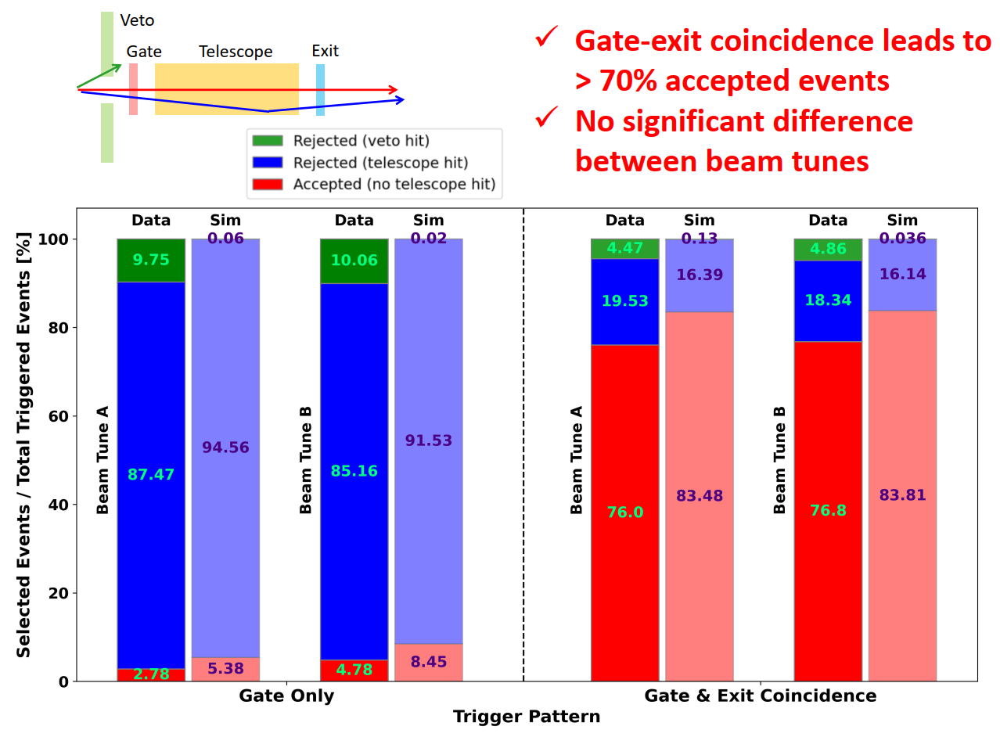 Veto
Gate
Telescope
Exit
✓ Gate-exit coincidence leads to
> 70% accepted events
✓ No significant difference
between beam tunes
Rejected (veto hit)
Rejected (telescope hit)
Accepted (no telescope hit)
Selected Events / Total Triggered Events [%]
100
80
60
40
20
0
Data
Sim
Data
Sim
Data
Sim
Data
Sim
Beam Tune A
9.75
87.47
2.78
0.06
94.56
5.38
Beam Tune B
10.06
85.16
4.78
0.02
91.53
8.45
Beam Tune A
4.47
19.53
76.0
0.13
16.39
83.48
Beam Tune B
4.86
18.34
76.8
0.036
16.14
83.81
Gate Only
Gate & Exit Coincidence
Trigger Pattern